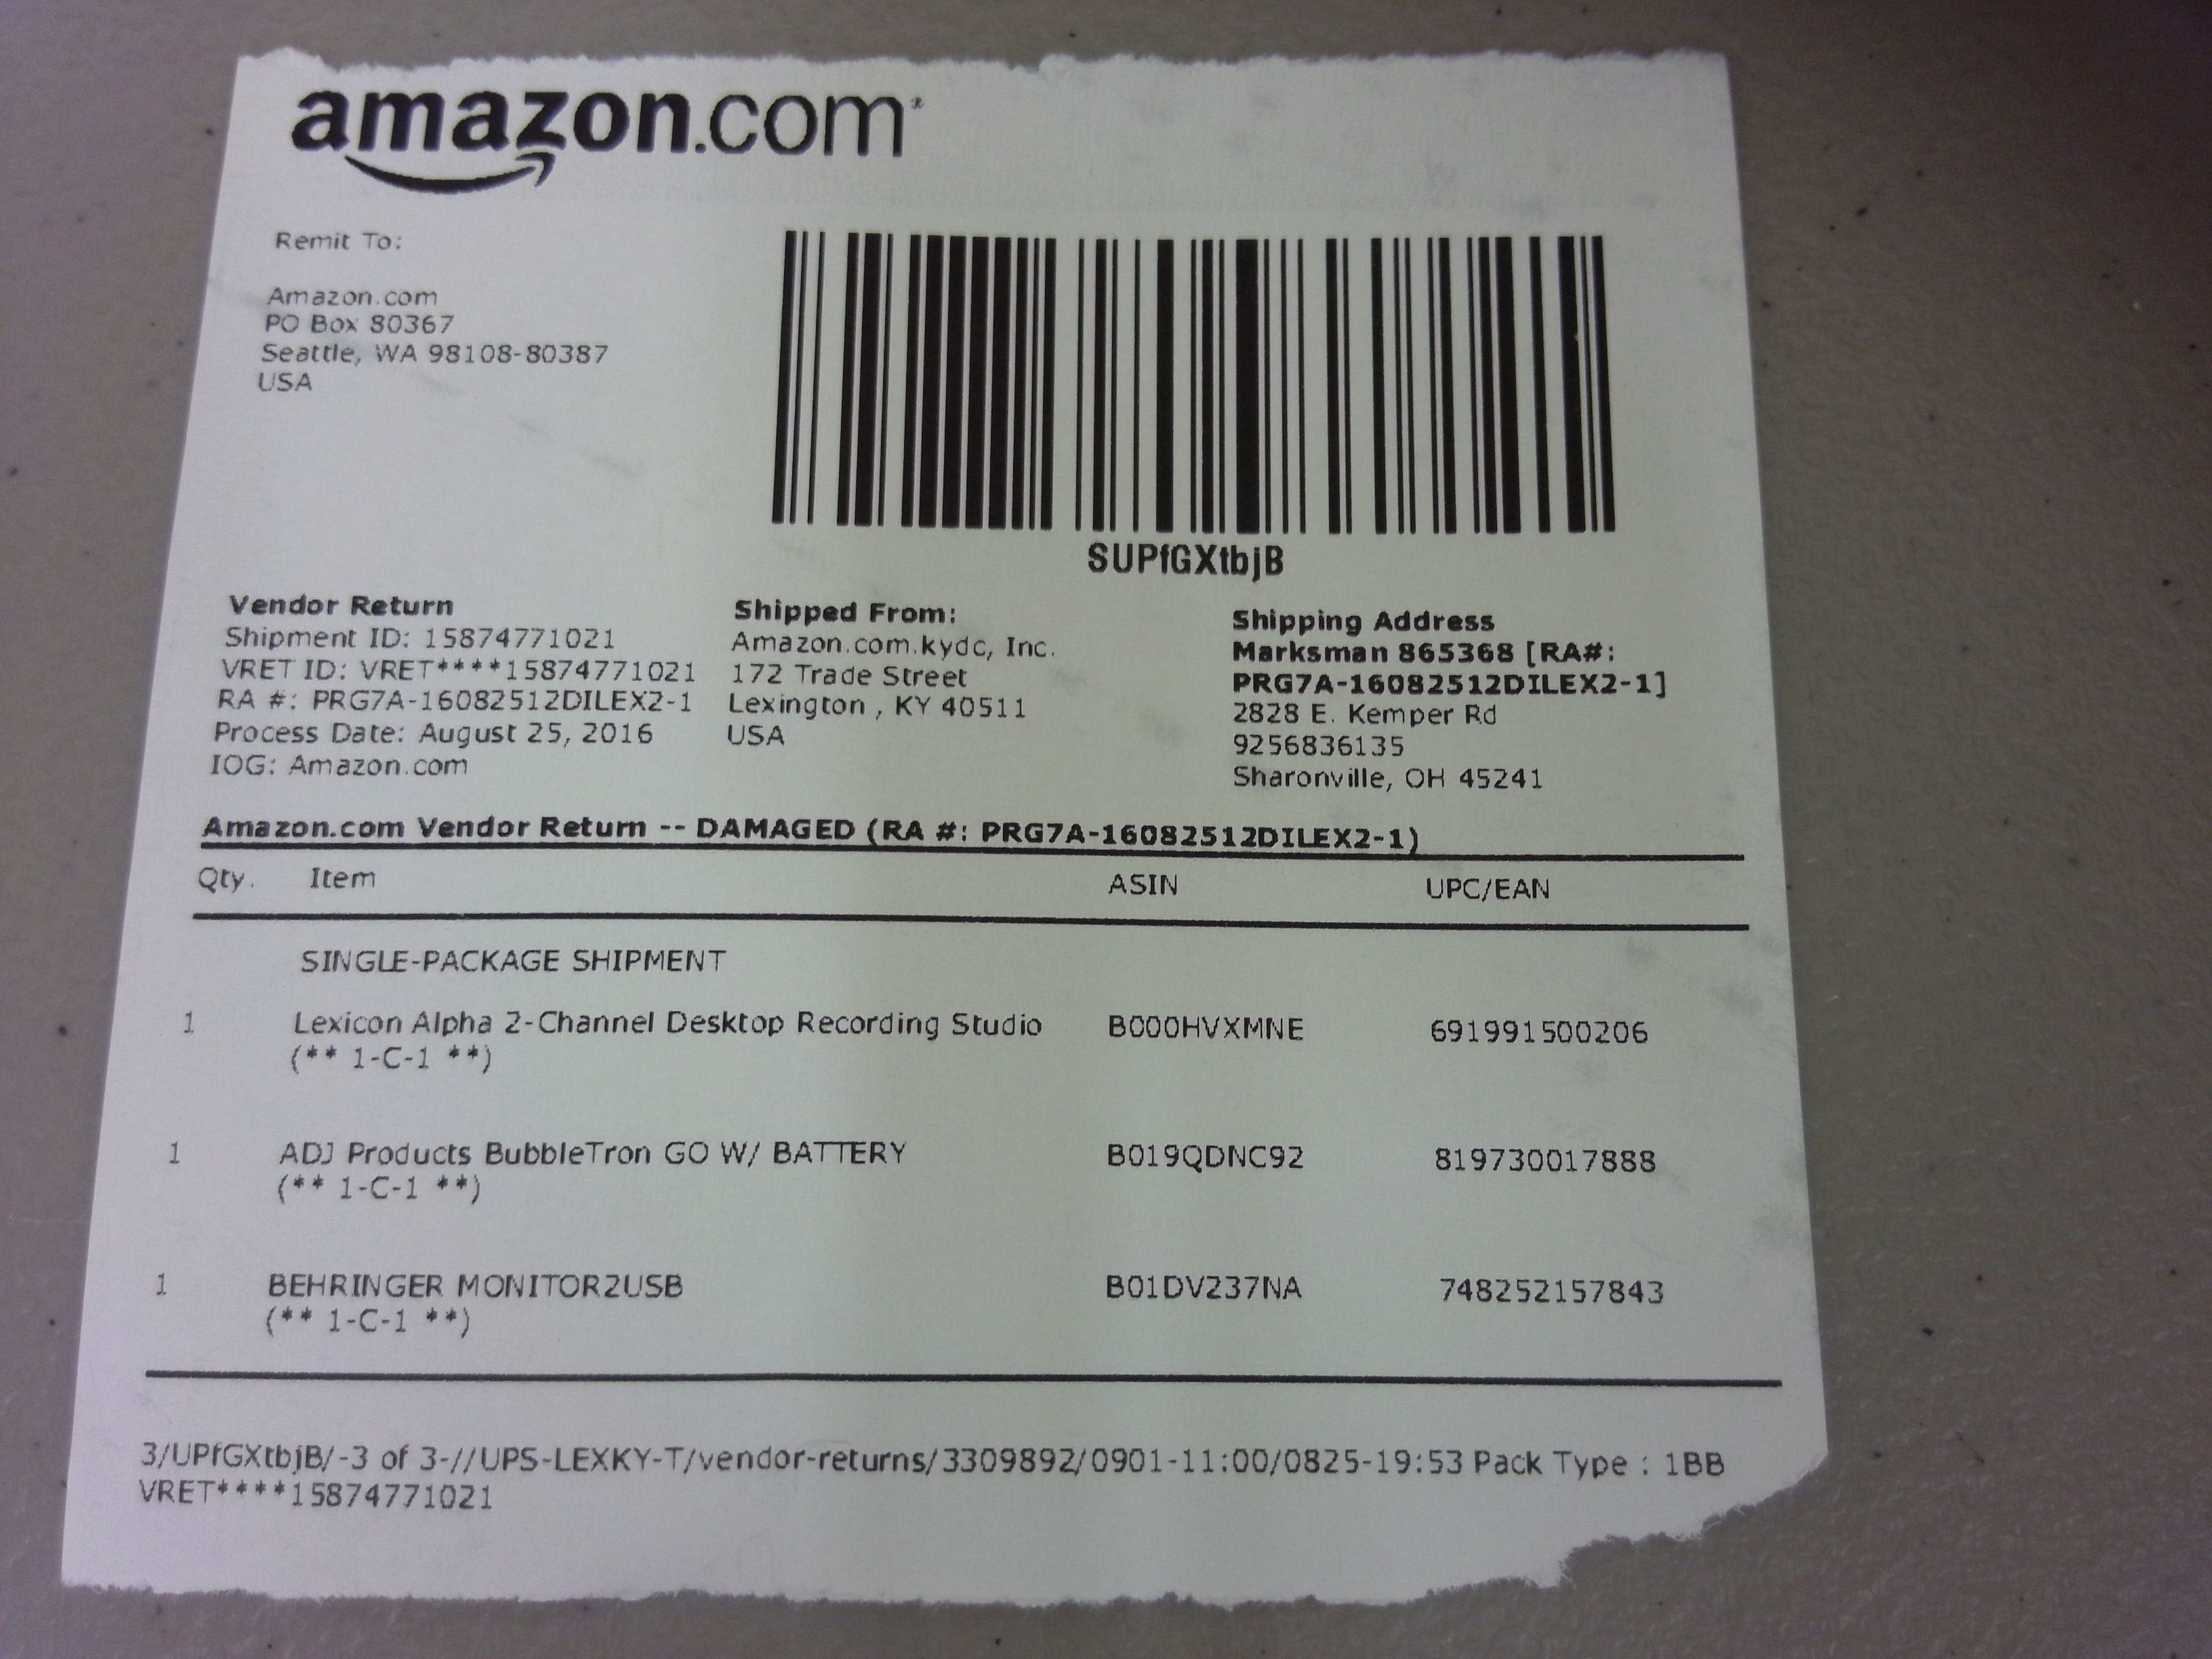 amazon.com
Remit To:
Amazon.com
PO Box 80367
Seattle, WA 98108-80387
USA
SUPfGXtbjB
Vendor Return
Shipment ID: 15874771021
VRET ID: VRET****15874771021
RA #: PRG7A-16082512DILEX2-1
Process Date: August 25, 2016
IOG: Amazon.com
Shipped From:
Amazon.com.kydc, Inc.
172 Trade Street
Lexington , KY 40511
USA
Shipping Address
Marksman 865368 [RA#:
PRG7A-16082512DILEX2-1]
2828 E. Kemper Rd
9256836135
Sharonville, OH 45241
Amazon.com Vendor Return -- DAMAGED (RA #: PRG7A-16082512DILEX2-1)
Qty. Item ASIN UPC/EAN
SINGLE-PACKAGE SHIPMENT
1 Lexicon Alpha 2-Channel Desktop Recording Studio B000HVXMNE 691991500206
(** 1-C-1 **)
1 ADJ Products BubbleTron GO W/ BATTERY B019QDNC92 819730017888
(** 1-C-1 **)
1 BEHRINGER MONITOR2USB B01DV237NA 748252157843
(** 1-C-1 **)
3/UPfGXtbjB/-3 of 3-//UPS-LEXKY-T/vendor-returns/3309892/0901-11:00/0825-19:53 Pack Type : 1BB
VRET****15874771021